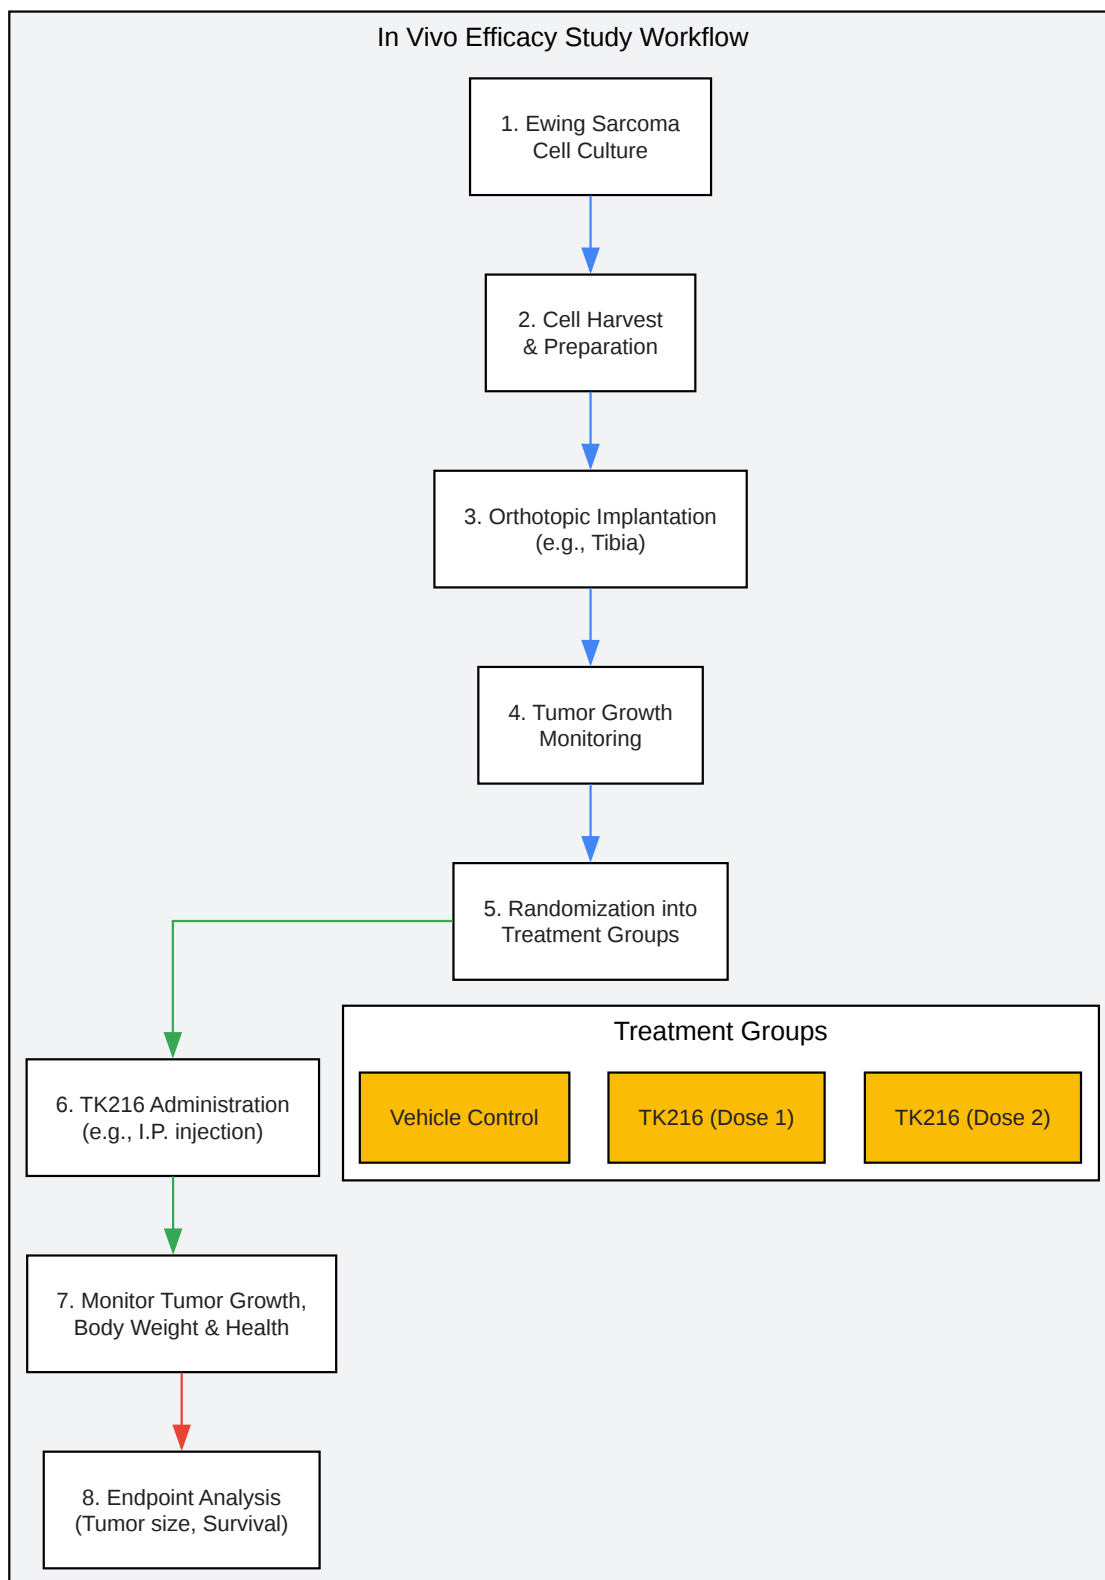 In Vivo Efficacy Study Workflow
1. Ewing Sarcoma
Cell Culture
2. Cell Harvest
& Preparation
3. Orthotopic Implantation
(e.g., Tibia)
4. Tumor Growth
Monitoring
5. Randomization into
Treatment Groups
Treatment Groups
Vehicle Control
TK216 (Dose 1)
TK216 (Dose 2)
6. TK216 Administration
(e.g., I.P. injection)
7. Monitor Tumor Growth,
Body Weight & Health
8. Endpoint Analysis
(Tumor size, Survival)